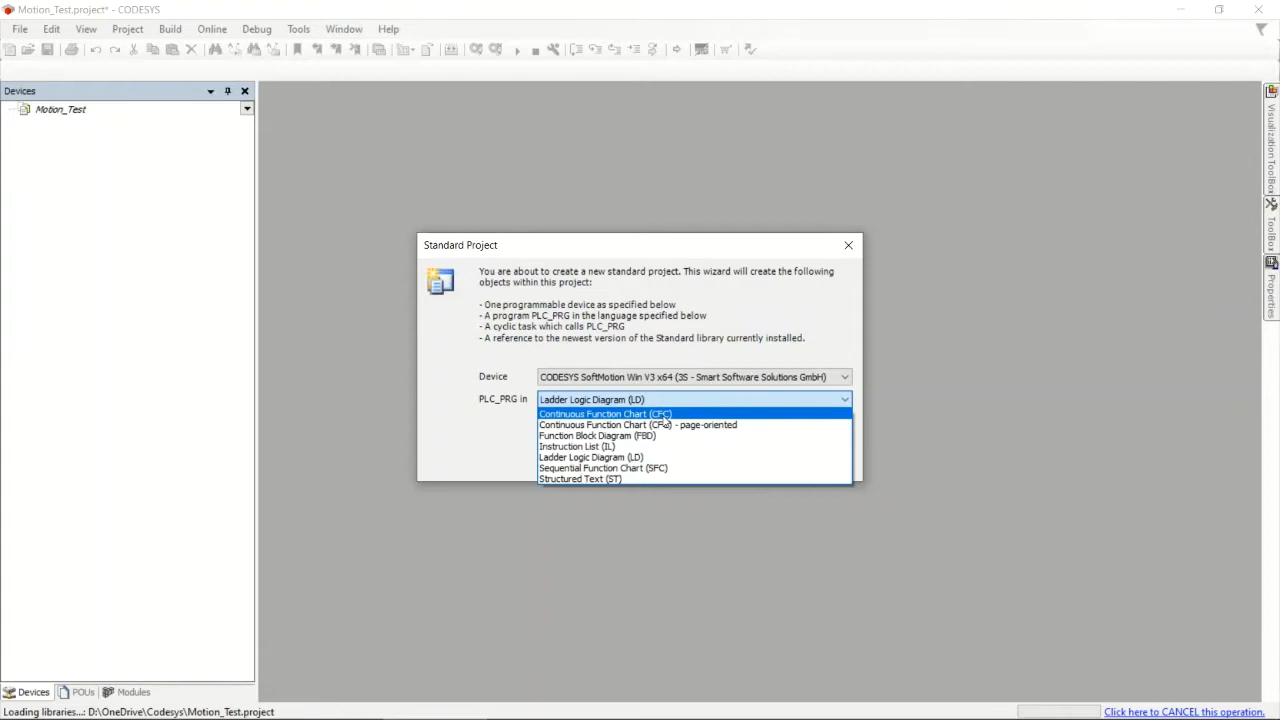 Motion_Test.project* - CODESYS
File Edit View Project Build Online Debug Tools Window Help
Devices
Motion_Test
Standard Project
You are about to create a new standard project. This wizard will create the following
objects within this project:
- One programmable device as specified below
- A program PLC_PRG in the language specified below
- A cyclic task which calls PLC_PRG
- A reference to the newest version of the Standard library currently installed.
Device CODESYS SoftMotion Win V3 x64 (3S - Smart Software Solutions GmbH)
PLC_PRG in Ladder Logic Diagram (LD)
Continuous Function Chart (CFC)
Continuous Function Chart (CFC) - page-oriented
Function Block Diagram (FBD)
Instruction List (IL)
Ladder Logic Diagram (LD)
Sequential Function Chart (SFC)
Structured Text (ST)
Visualization ToolBox
ToolBox
Properties
Devices POUs Modules
Loading libraries...: D:\OneDrive\Codesys\Motion_Test.project
Click here to CANCEL this operation.